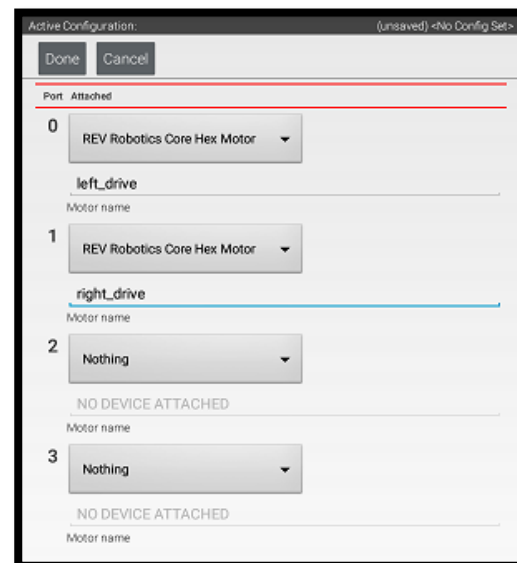 Active Configuration: (unsaved) <No Config Set>
Done Cancel
Port Attached
0 REV Robotics Core Hex Motor
left_drive
Motor name
1 REV Robotics Core Hex Motor
right_drive
Motor name
2 Nothing
NO DEVICE ATTACHED
Motor name
3 Nothing
NO DEVICE ATTACHED
Motor name